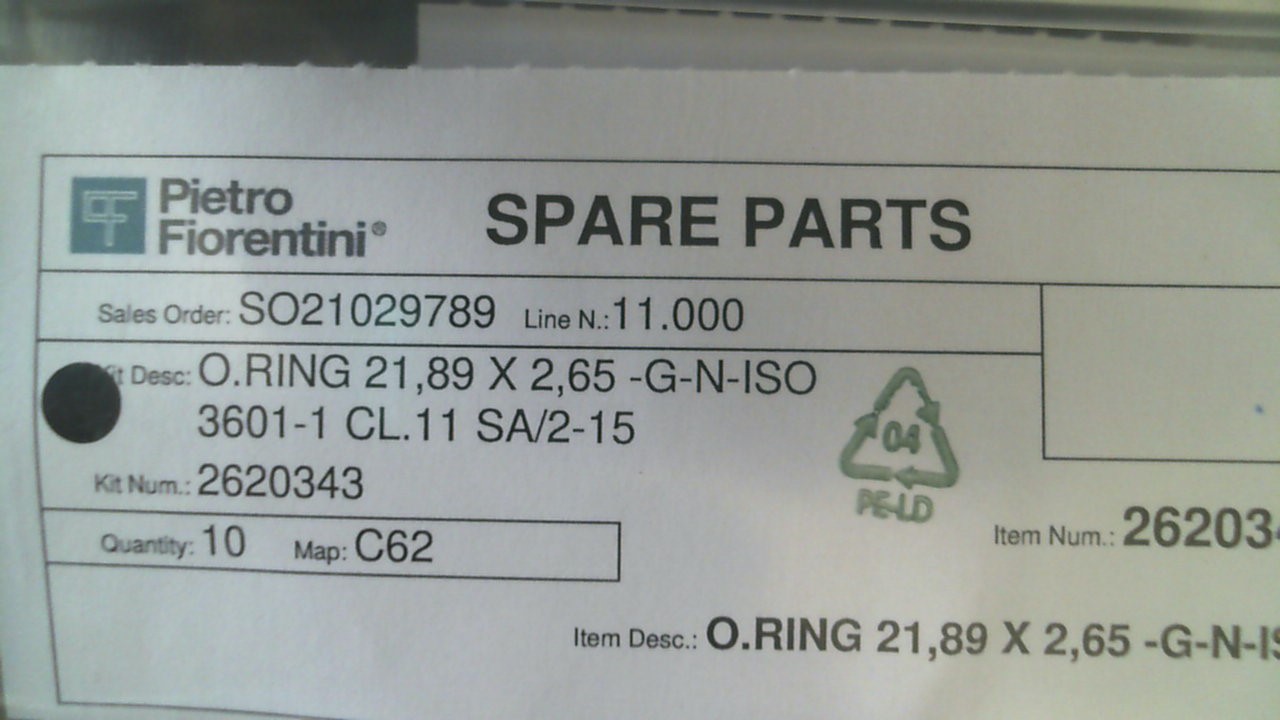 Pietro
Fiorentini®
SPARE PARTS
Sales Order: SO21029789 Line N.: 11.000
Kit Desc: O.RING 21,89 X 2,65 -G-N-ISO
3601-1 CL.11 SA/2-15
Kit Num.: 2620343
04
PE-LD
Quantity: 10 Map: C62
Item Num.: 26203
Item Desc.: O.RING 21,89 X 2,65 -G-N-IS